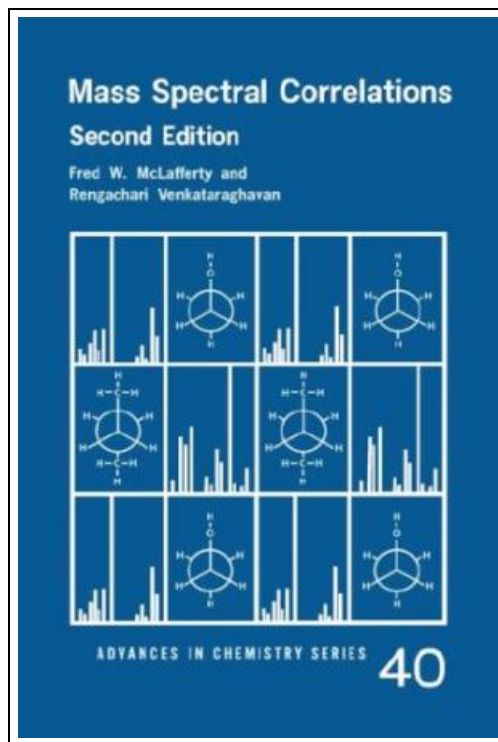 Mass Spectral Correlations
Second Edition
Fred W. McLafferty and
Rengachari Venkataraghavan
H
O
H H
H H
H
H
O
H H
H H
H
H
H-C-H
H H
H H
H-C-H
H
H
H-C-H
H H
H H
H-C-H
H
H
O
H H
H H
H
H
O
H H
H H
H
ADVANCES IN CHEMISTRY SERIES 40